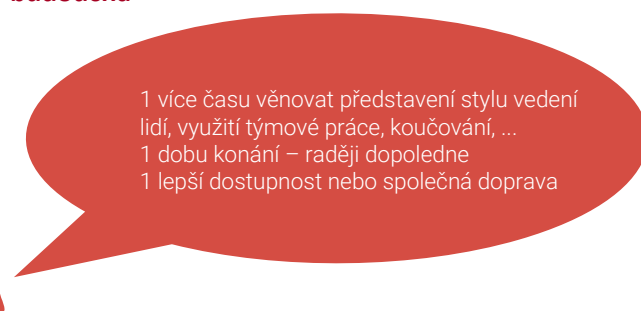 1 více času věnovat představení stylu vedení
lidí, využití týmové práce, koučování, ...
1 dobu konání – raději dopoledne
1 lepší dostupnost nebo společná doprava